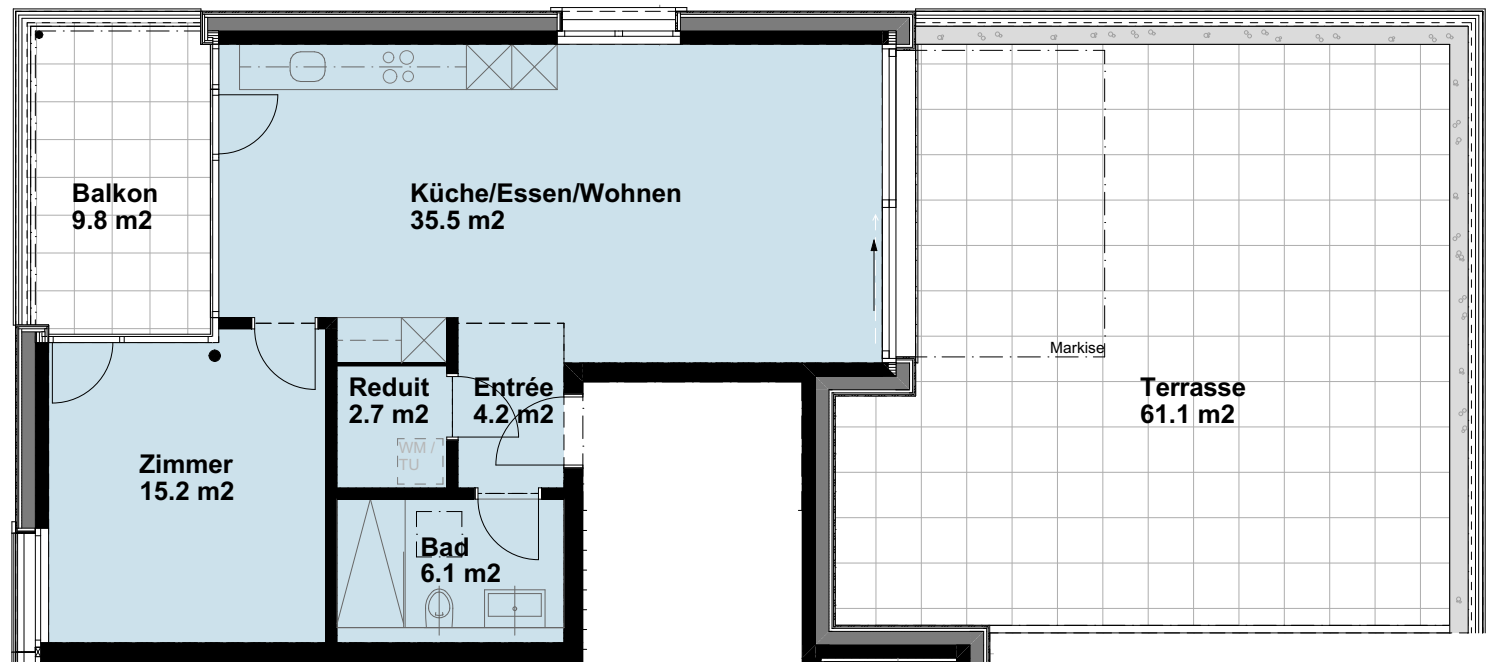 Balkon
9.8 m2
Küche/Essen/Wohnen
35.5 m2
Markise
Terrasse
61.1 m2
Reduit
2.7 m2
Entrée
4.2 m2
WM /
TU
Zimmer
15.2 m2
Bad
6.1 m2